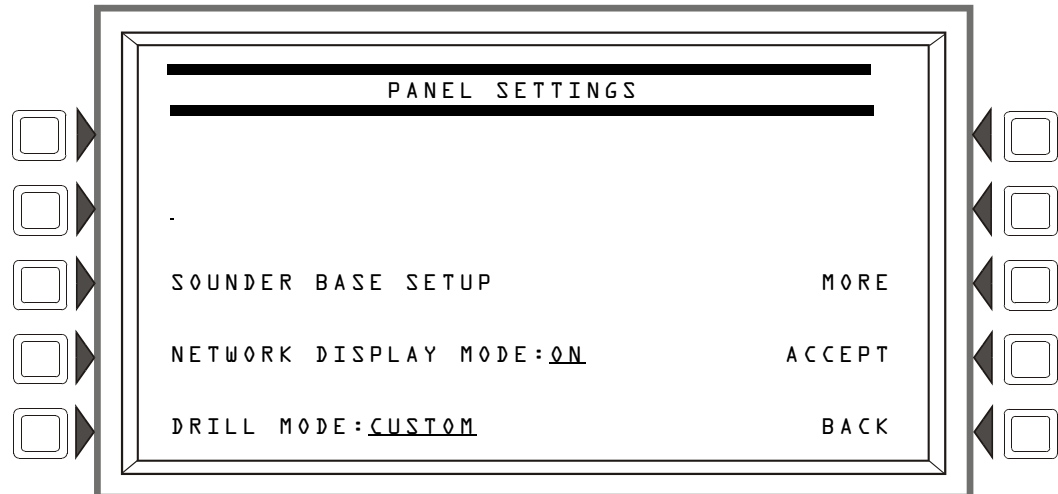 PANEL SETTINGS
-
SOUNDER BASE SETUP MORE
NETWORK DISPLAY MODE:ON ACCEPT
DRILL MODE:CUSTOM BACK